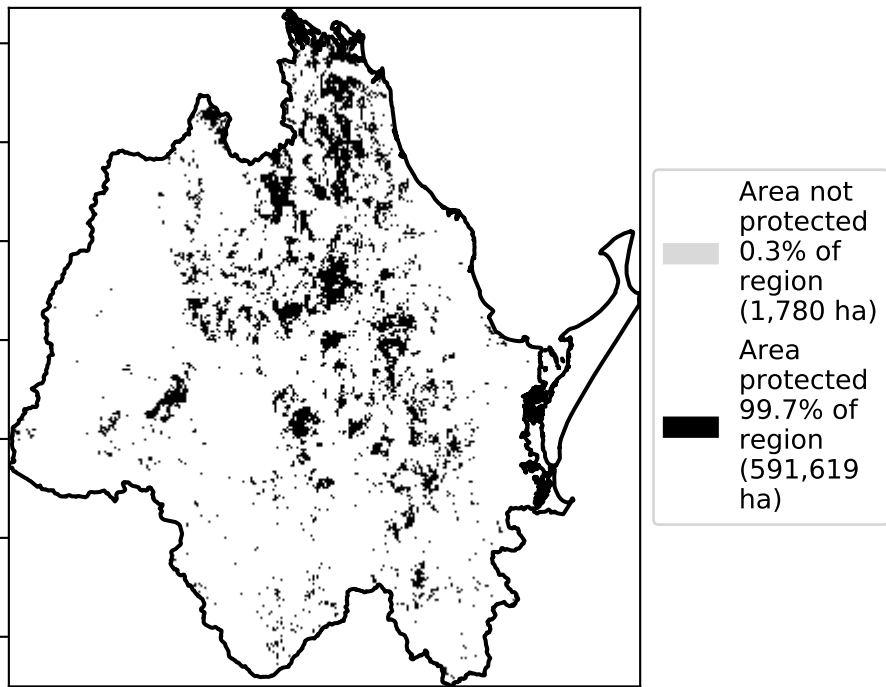 Area not
protected
0.3% of
region
(1,780 ha)
Area
protected
99.7% of
region
(591,619
ha)